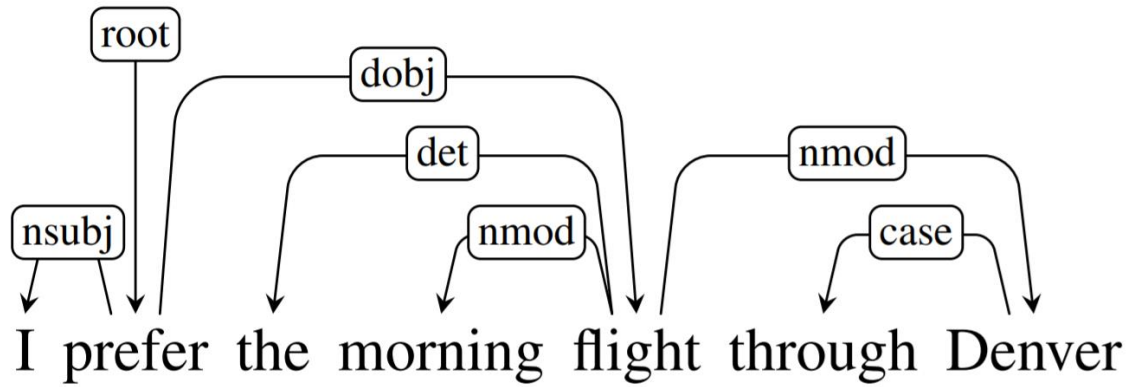 root
dobj
det
nmod
nsubj
nmod
case
I prefer the morning flight through Denver